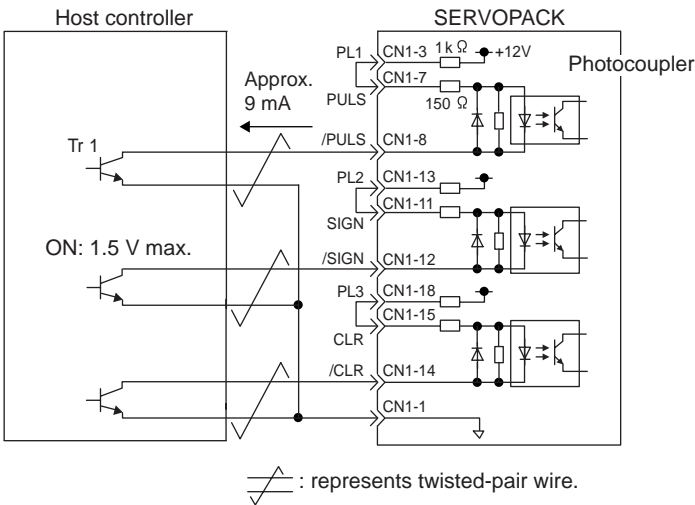 Host controller
SERVOPACK
PL1
CN1-3
1k Ω
+12V
Photocoupler
Approx.
9 mA
CN1-7
PULS
150 Ω
Tr 1
/PULS
CN1-8
PL2
CN1-13
CN1-11
SIGN
ON: 1.5 V max.
/SIGN
CN1-12
PL3
CN1-18
CN1-15
CLR
/CLR
CN1-14
CN1-1
: represents twisted-pair wire.